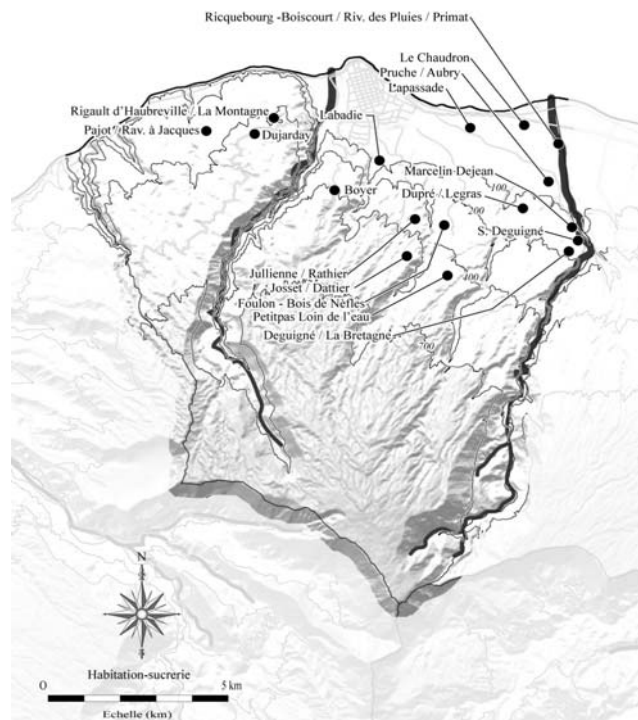 Ricquebourg -Boiscourt / Riv. des Pluies / Primat
Le Chaudron
Pruche / Aubry
Lapassade
Rigault d'Haubreville / La Montagne
Labadie
Pajot / Rav. à Jacques
Dujarday
Marcelin Dejean
100
Boyer
Dupré / Legras
200
S. Deguigné
Jullienne / Rathier
400
Josset / Dattier
Foulon - Bois de Nèfles
Petitpas Loin de l'eau
Deguigné / La Bretagne
700
N
Habitation-sucrerie
O
5 km
Echelle (km)